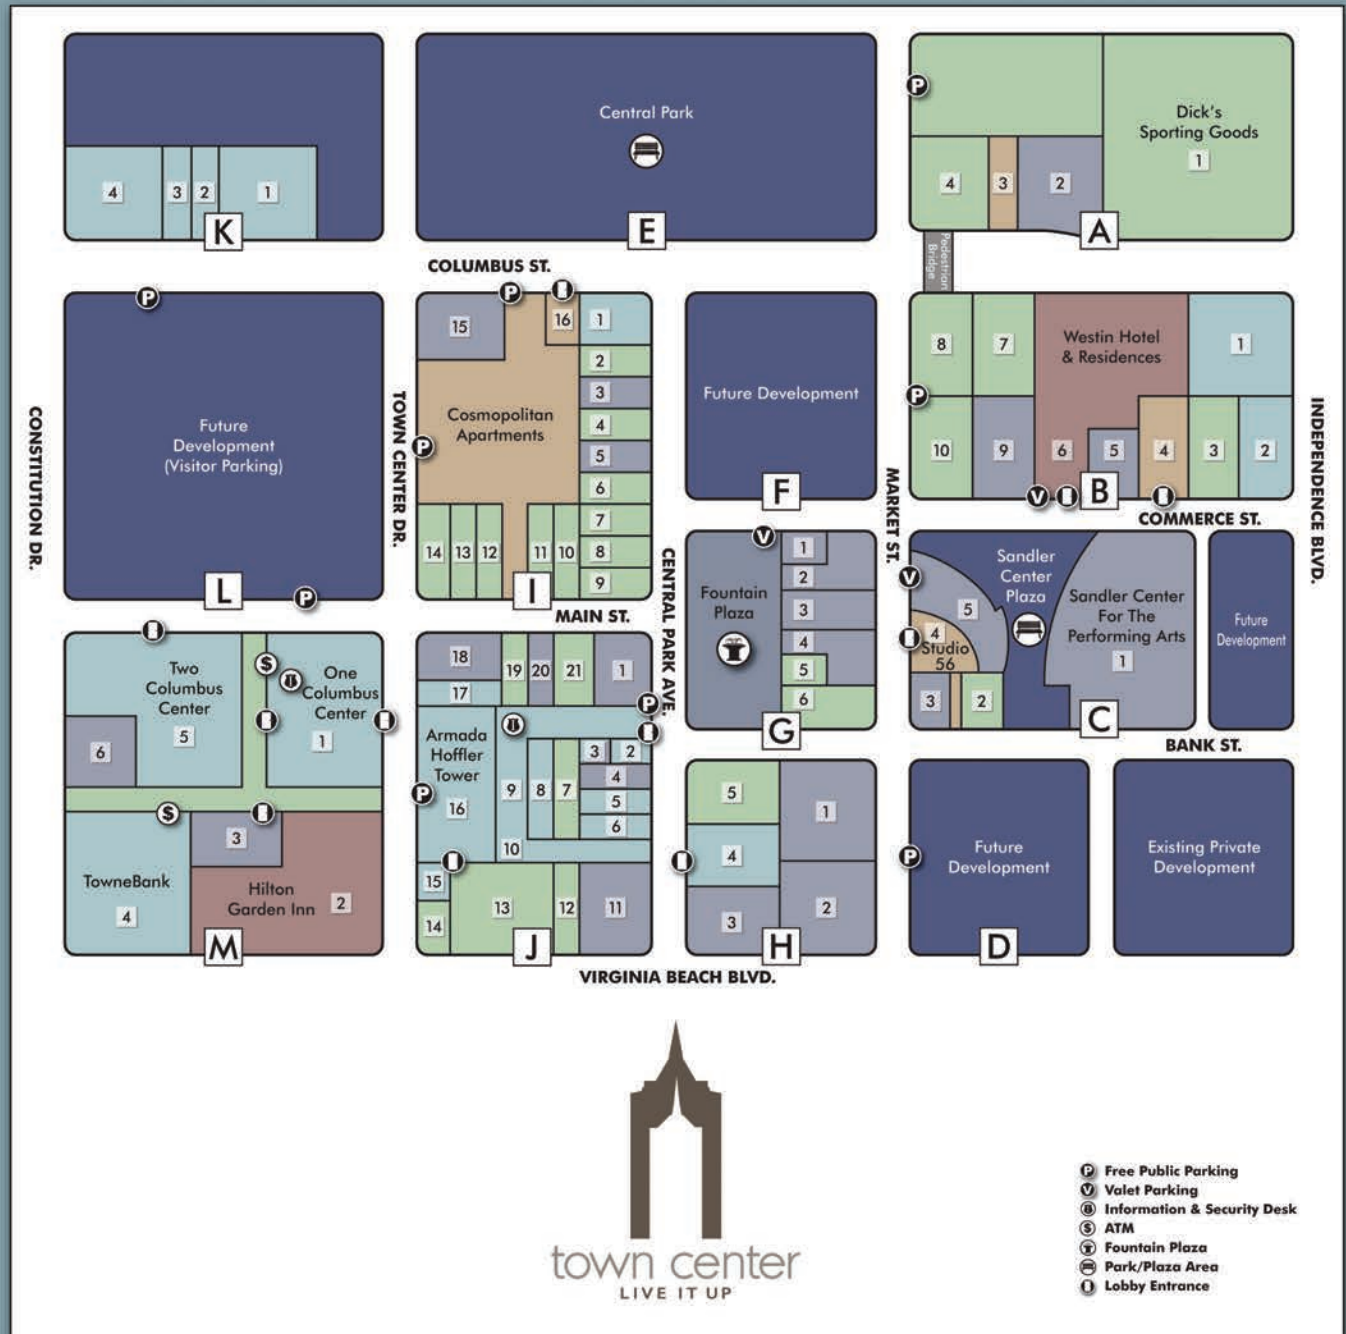 Central Park
Dick's
Sporting Goods
1
4
3
2
1
K
E
4
3
2
A
Pedestrian
Bridge
COLUMBUS ST.
P
P
15
16
1
2
3
4
5
6
7
8
9
10
11
12
13
14
Cosmopolitan
Apartments
I
P
Future Development
F
8
7
Westin Hotel
& Residences
1
P
10
9
6
5
4
3
2
V
B
CONSTITUTION DR.
Future
Development
(Visitor Parking)
L
P
TOWN CENTER DR.
MARKET ST.
INDEPENDENCE BLVD.
COMMERCE ST.
MAIN ST.
CENTRAL PARK AVE.
V
Fountain
Plaza
1
2
3
4
5
6
G
V
Sandler
Center
Plaza
5
4
Studio
56
3
2
Sandler Center
For The
Performing Arts
1
C
Future
Development
BANK ST.
Two
Columbus
Center
5
6
$
One
Columbus
Center
1
$
3
TowneBank
4
Hilton
Garden Inn
2
M
18
19
20
21
1
17
P
Armada
Hoffler
Tower
16
P
9
8
7
3
2
4
5
6
10
15
14
13
12
11
J
5
4
3
1
2
H
P
Future
Development
D
Existing Private
Development
VIRGINIA BEACH BLVD.
town center
LIVE IT UP
P Free Public Parking
V Valet Parking
Information & Security Desk
$ ATM
Fountain Plaza
Park/Plaza Area
Lobby Entrance